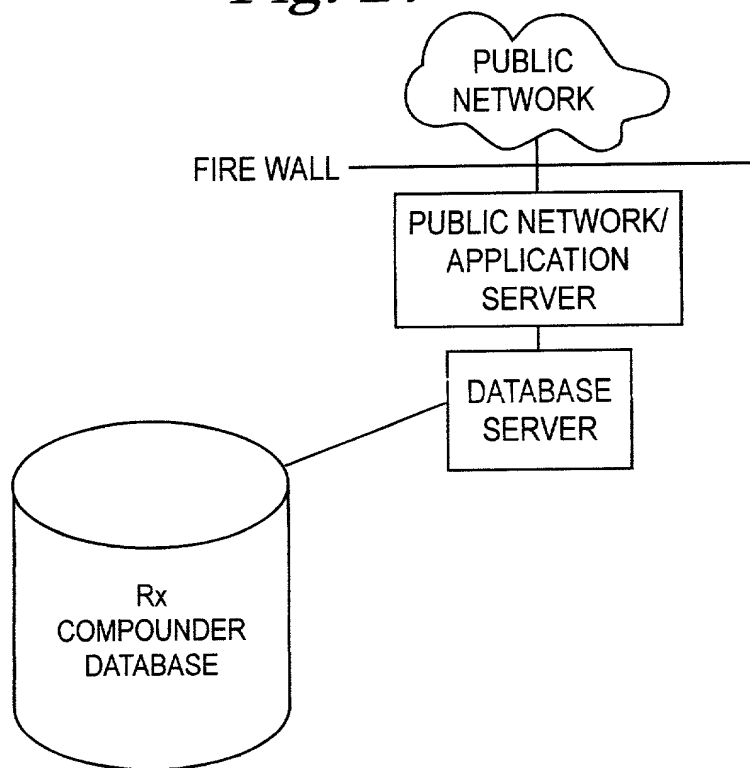 PUBLIC
NETWORK
FIRE WALL
PUBLIC NETWORK/
APPLICATION
SERVER
DATABASE
SERVER
Rx
COMPOUNDER
DATABASE